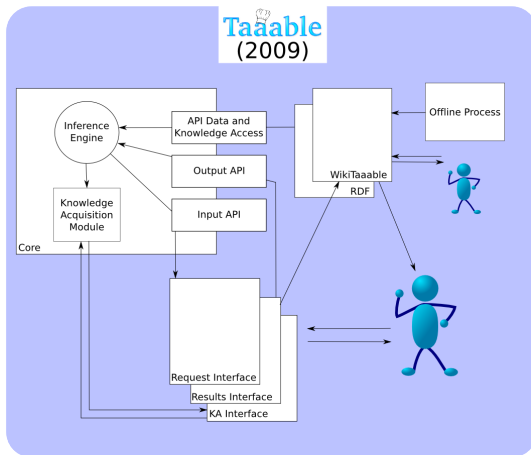 Taaable
(2009)
Inference
Engine
API Data and
Knowledge Access
Offline Process
Output API
WikiTaaable
RDF
Knowledge
Acquisition
Module
Input API
Core
Request Interface
Results Interface
KA Interface